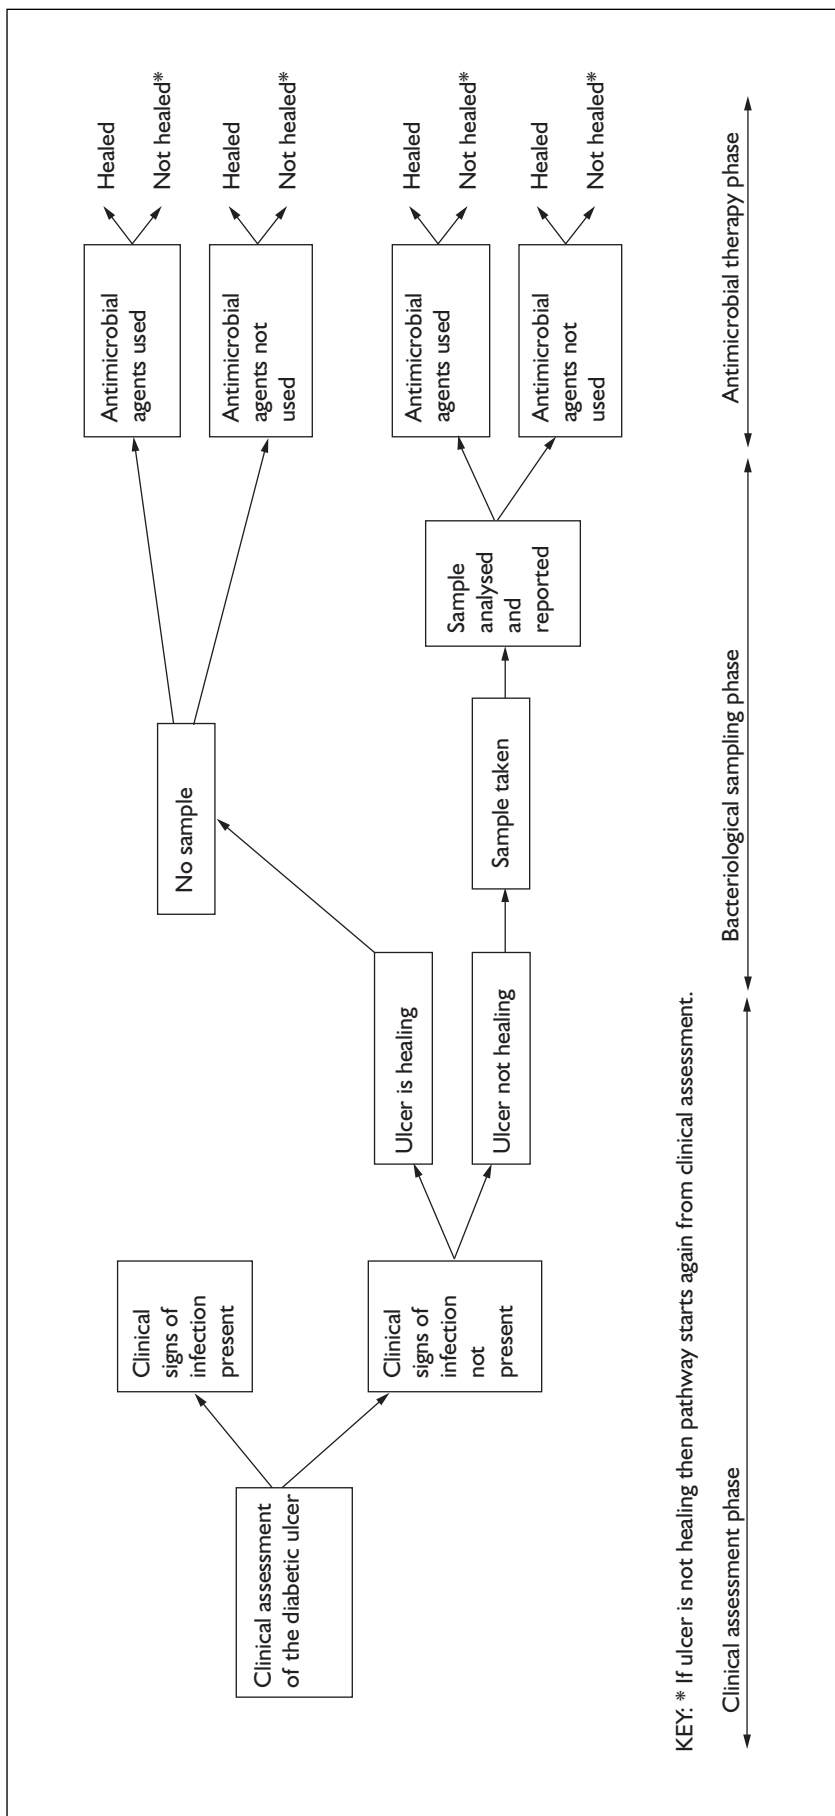 Clinical assessment
of the diabetic ulcer
Clinical
signs of
infection
present
Clinical
signs of
infection
not
present
Ulcer is healing
Ulcer not healing
No sample
Sample taken
Sample
analysed
and
reported
Antimicrobial
agents used
Antimicrobial
agents not
used
Antimicrobial
agents used
Antimicrobial
agents not
used
Healed
Not healed*
Healed
Not healed*
Healed
Not healed*
Healed
Not healed*
KEY: * If ulcer is not healing then pathway starts again from clinical assessment.
Clinical assessment phase
Bacteriological sampling phase
Antimicrobial therapy phase